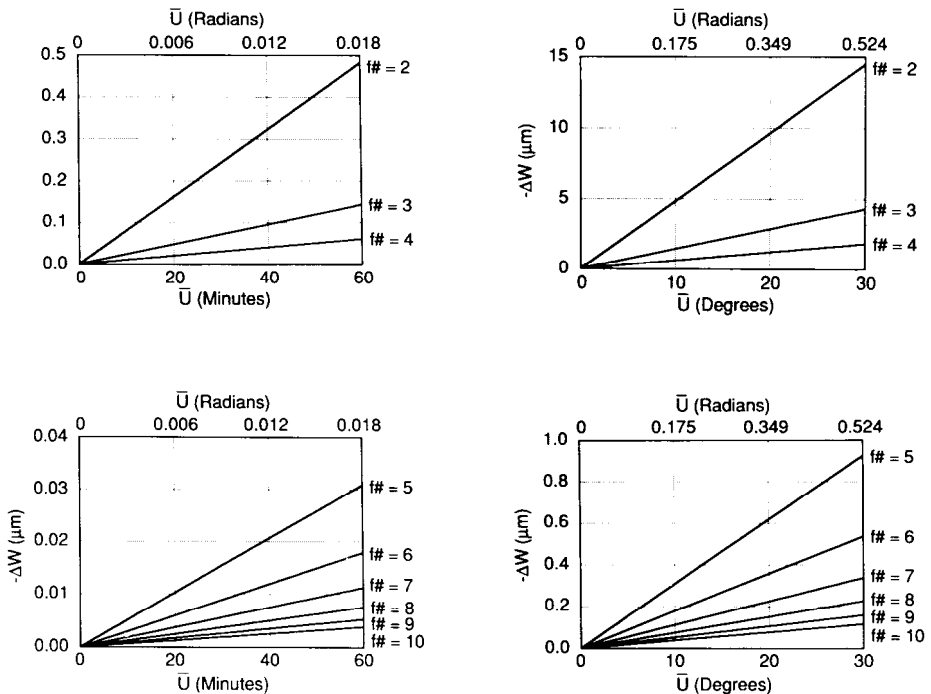 Ū (Radians)
0 0.006 0.012 0.018
0.5
0.4
0.3
0.2
0.1
0.0
f# = 2
f# = 3
f# = 4
0 20 40 60
Ū (Minutes)
Ū (Radians)
0 0.175 0.349 0.524
-ΔW (μm)
15
10
5
0
f# = 2
f# = 3
f# = 4
0 10 20 30
Ū (Degrees)
Ū (Radians)
0 0.006 0.012 0.018
-ΔW (μm)
0.04
0.03
0.02
0.01
0.00
f# = 5
f# = 6
f# = 7
f# = 8
f# = 9
f# = 10
0 20 40 60
Ū (Minutes)
Ū (Radians)
0 0.175 0.349 0.524
-ΔW (μm)
1.0
0.8
0.6
0.4
0.2
0.0
f# = 5
f# = 6
f# = 7
f# = 8
f# = 9
f# = 10
0 10 20 30
Ū (Degrees)